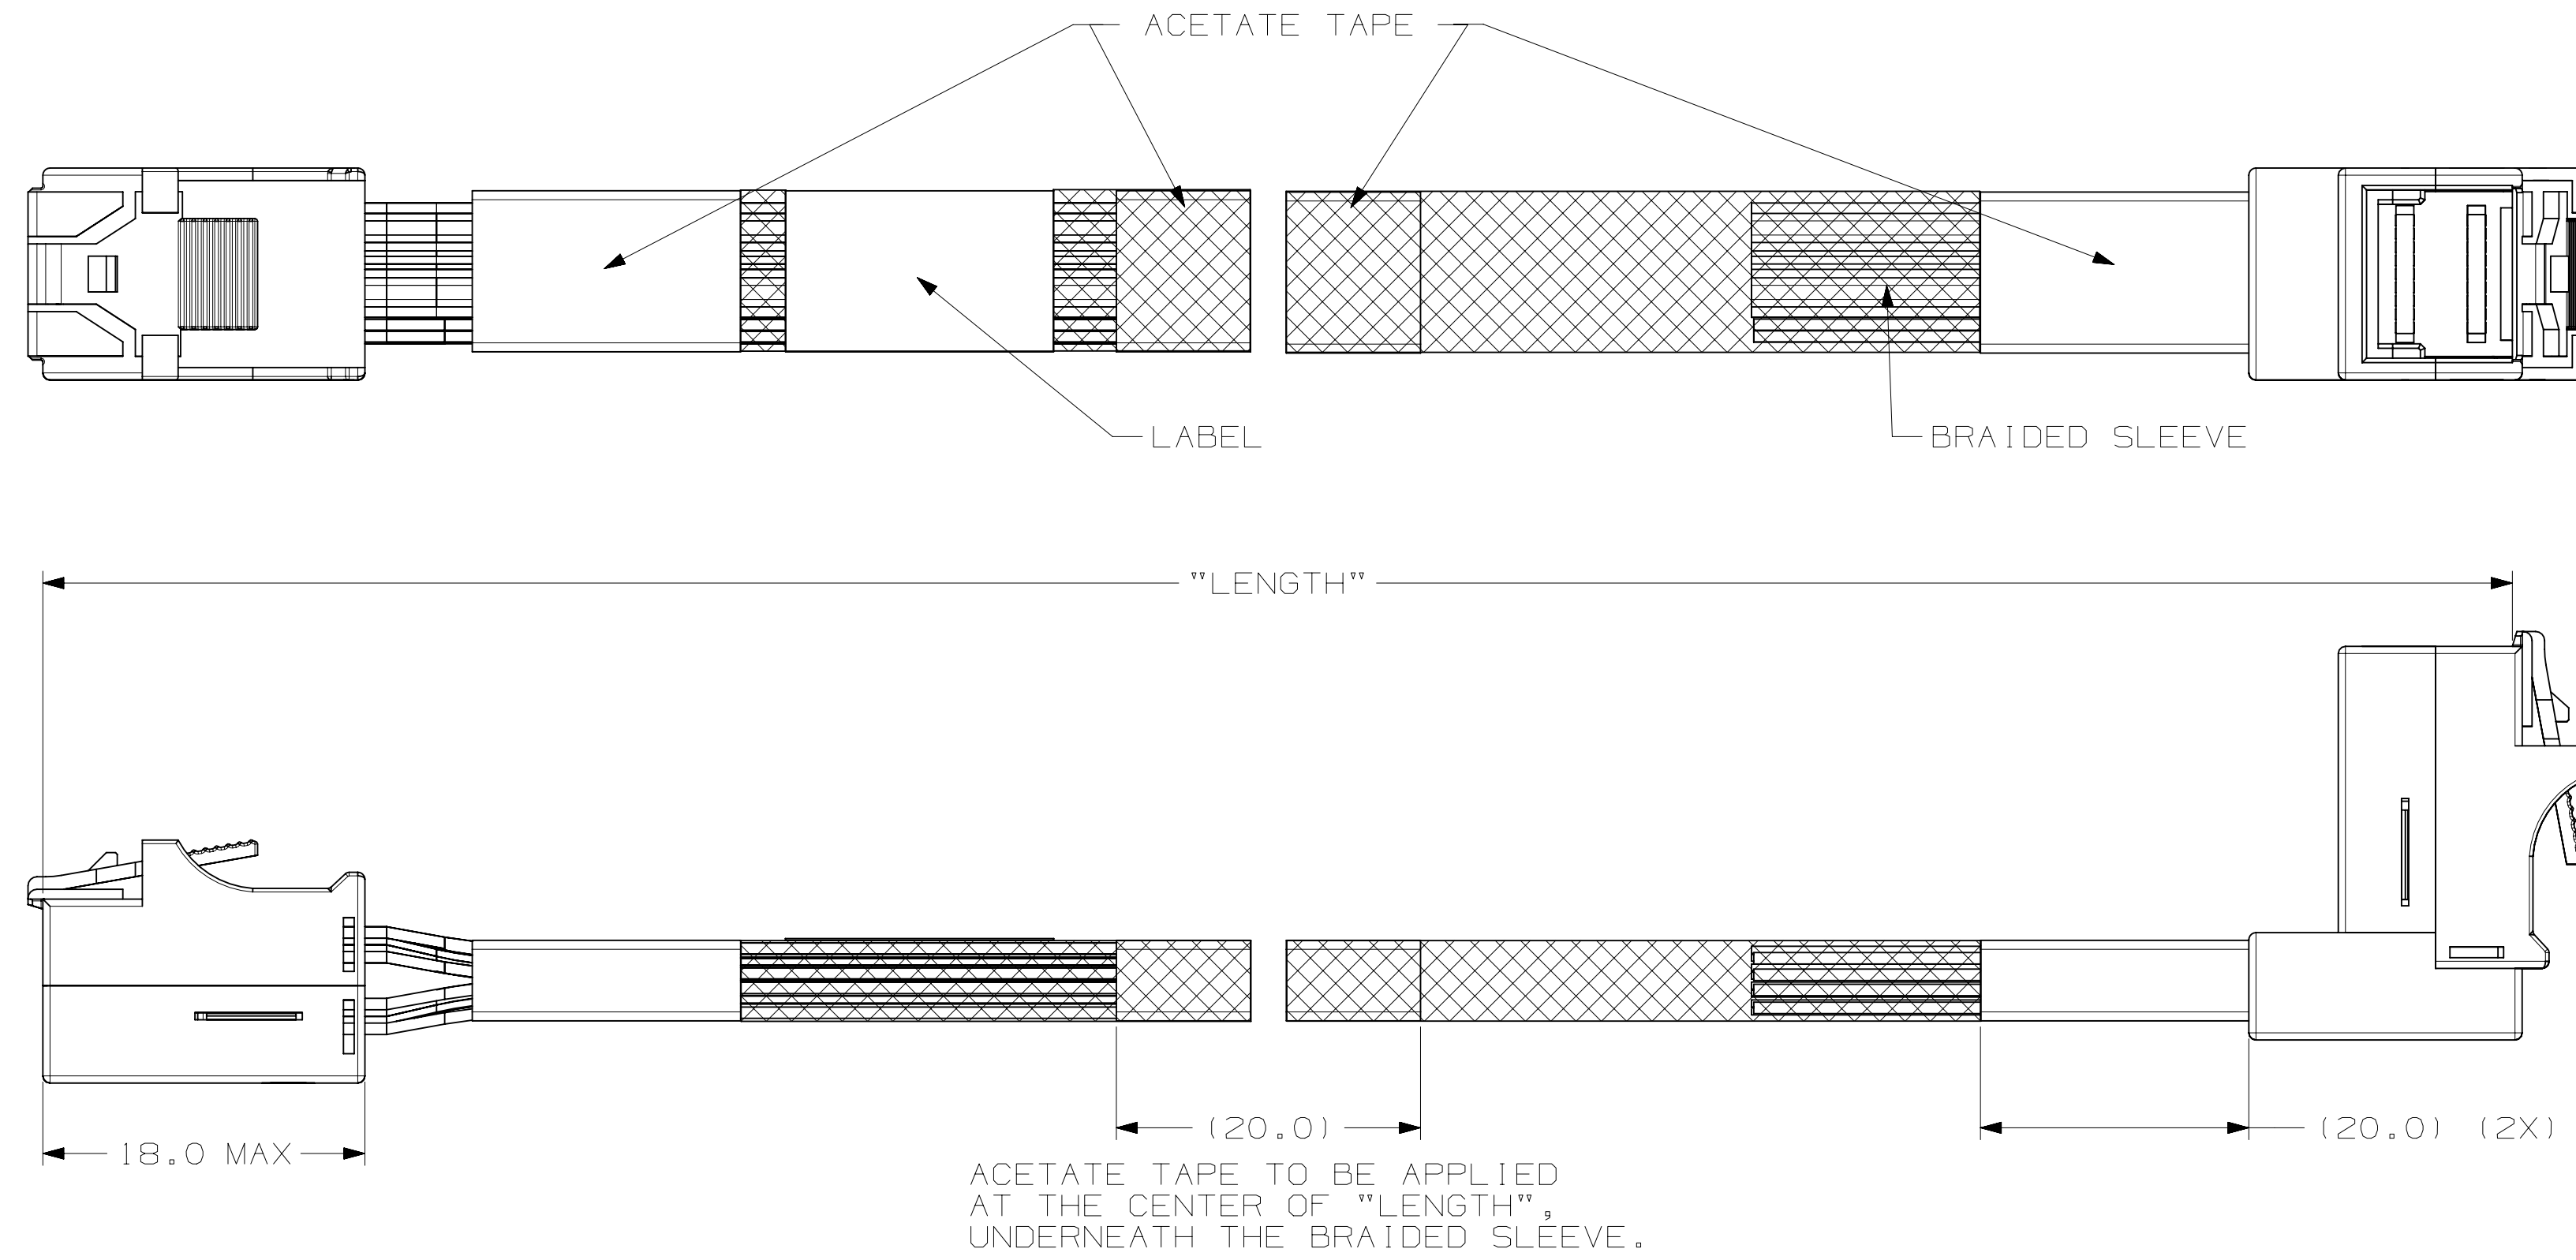 ACETATE TAPE
LABEL
BRAIDED SLEEVE
"LENGTH"
18.0 MAX
(20.0)
(20.0) (2X)
ACETATE TAPE TO BE APPLIED
AT THE CENTER OF "LENGTH",
UNDERNEATH THE BRAIDED SLEEVE.